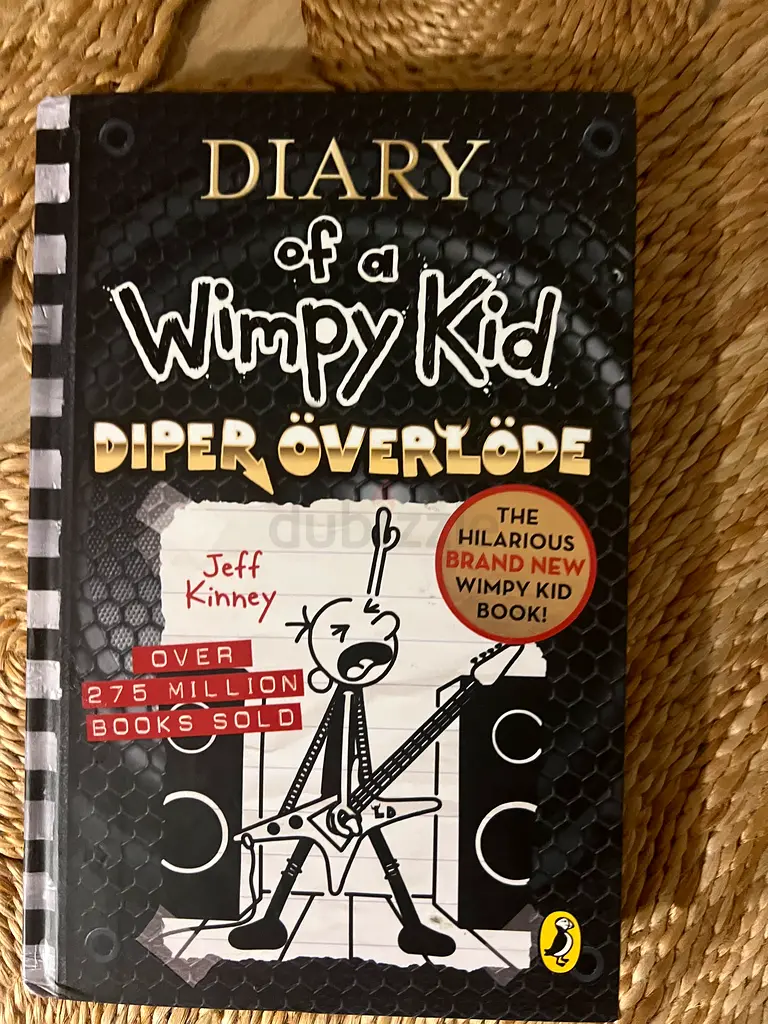 DIARY
of a
Wimpy Kid
DIPER ÖVERLÖDE
dubizzle
Jeff
Kinney
THE
HILARIOUS
BRAND NEW
WIMPY KID
BOOK!
OVER
275 MILLION
BOOKS SOLD
LD